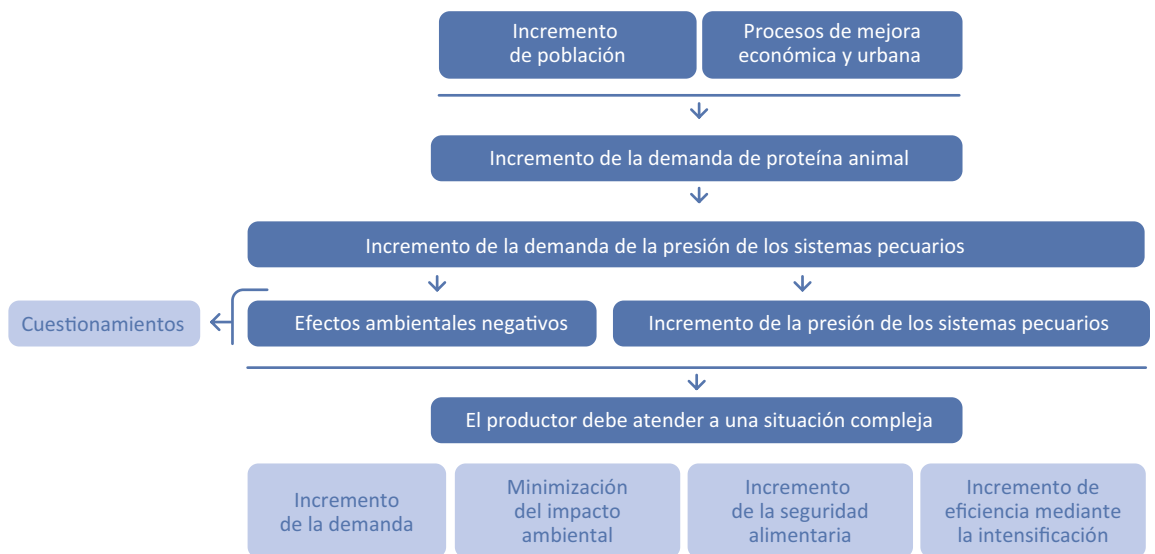 Incremento
de población
Procesos de mejora
económica y urbana
Incremento de la demanda de proteína animal
Incremento de la demanda de la presión de los sistemas pecuarios
Cuestionamientos
Efectos ambientales negativos
Incremento de la presión de los sistemas pecuarios
El productor debe atender a una situación compleja
Incremento
de la demanda
Minimización
del impacto
ambiental
Incremento
de la seguridad
alimentaria
Incremento de
eficiencia mediante
la intensificación